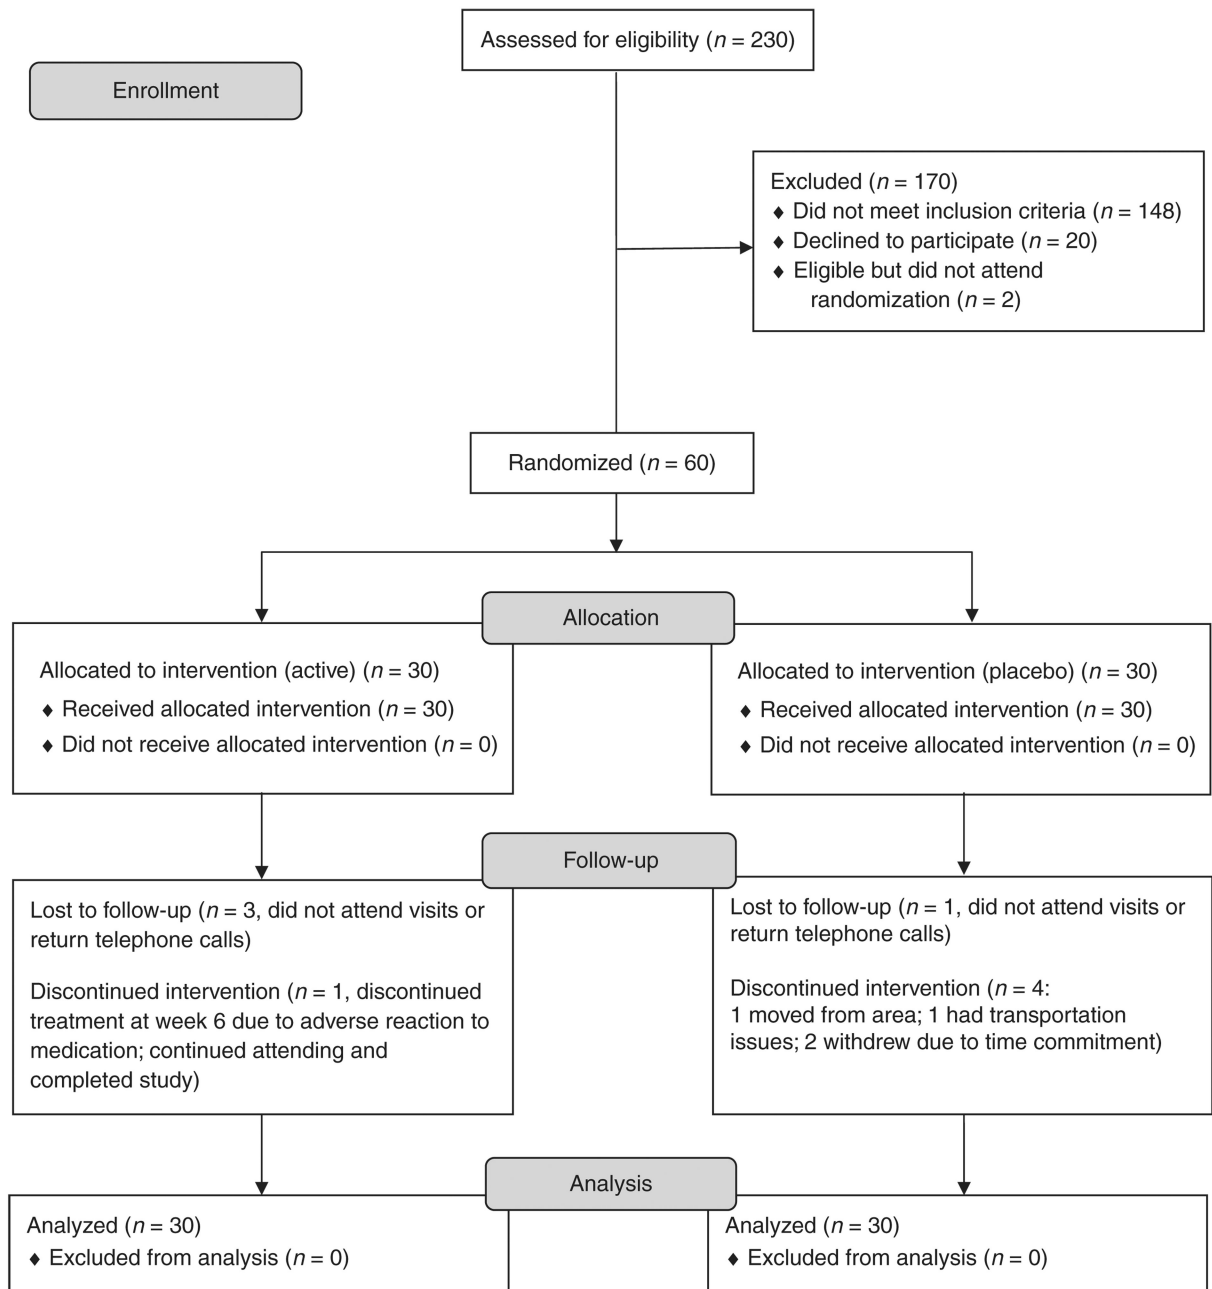 Assessed for eligibility (n = 230)
Enrollment
Excluded (n = 170)
♦ Did not meet inclusion criteria (n = 148)
♦ Declined to participate (n = 20)
♦ Eligible but did not attend
randomization (n = 2)
Randomized (n = 60)
Allocation
Allocated to intervention (active) (n = 30)
♦ Received allocated intervention (n = 30)
♦ Did not receive allocated intervention (n = 0)
Allocated to intervention (placebo) (n = 30)
♦ Received allocated intervention (n = 30)
♦ Did not receive allocated intervention (n = 0)
Follow-up
Lost to follow-up (n = 3, did not attend visits or
return telephone calls)
Discontinued intervention (n = 1, discontinued
treatment at week 6 due to adverse reaction to
medication; continued attending and
completed study)
Lost to follow-up (n = 1, did not attend visits or
return telephone calls)
Discontinued intervention (n = 4:
1 moved from area; 1 had transportation
issues; 2 withdrew due to time commitment)
Analysis
Analyzed (n = 30)
♦ Excluded from analysis (n = 0)
Analyzed (n = 30)
♦ Excluded from analysis (n = 0)